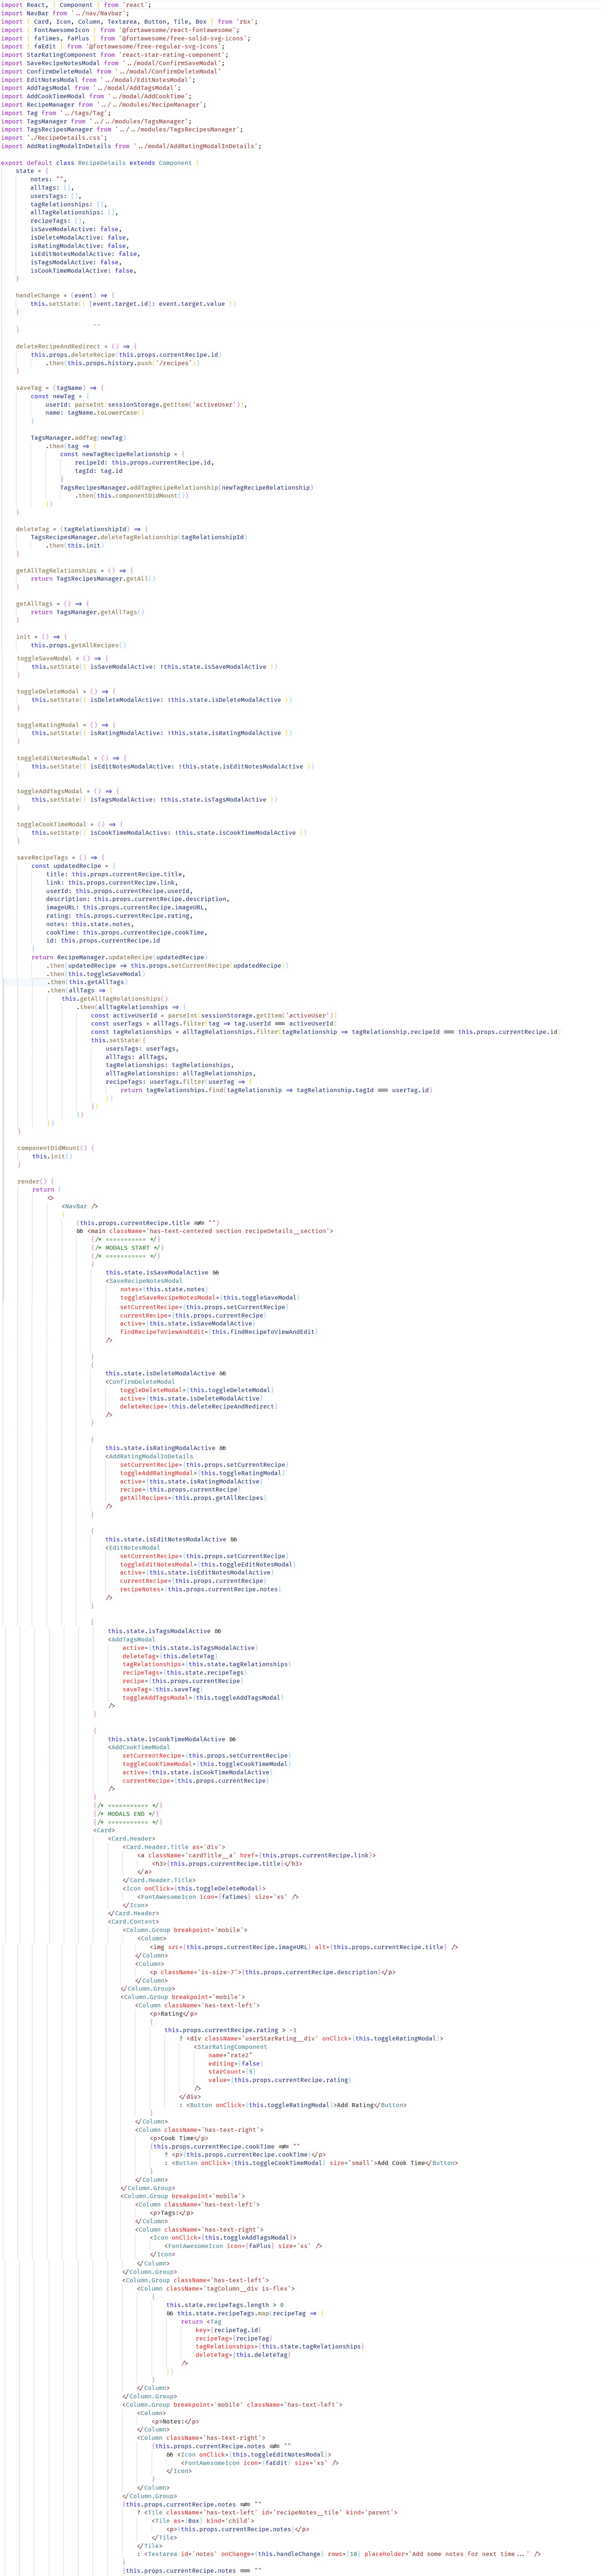 import React, { Component } from 'react';
import NavBar from '../nav/Navbar';
import { Card, Icon, Column, Textarea, Button, Tile, Box } from 'rbx'
import { FontAwesomeIcon } from '@fortawesome/react-fontawesome';
import { faTimes, faPlus } from '@fortawesome/free-solid-svg-icons';
import { faEdit } from '@fortawesome/free-regular-svg-icons';
import StarRatingComponent from 'react-star-rating-component';
import SaveRecipeNotesModal from '../modal/ConfirmSaveModal';
import ConfirmDeleteModal from '../modal/ConfirmDeleteModal'
import EditNotesModal from '../modal/EditNotesModal';
import AddTagsModal from '../modal/AddTagsModal';
import AddCookTimeModal from '../modal/AddCookTime';
import RecipeManager from '../../modules/RecipeManager';
import Tag from '../tags/Tag';
import TagsManager from '../../modules/TagsManager';
import TagsRecipesManager from '../../modules/TagsRecipesManager';
import './RecipeDetails.css';
import AddRatingModalInDetails from '../modal/AddRatingModalInDetails';

export default class RecipeDetails extends Component {
    state = {
        notes: "",
        allTags: [],
        usersTags: [],
        tagRelationships: [],
        allTagRelationships: [],
        recipeTags: [],
        isSaveModalActive: false,
        isDeleteModalActive: false,
        isRatingModalActive: false,
        isEditNotesModalActive: false,
        isTagsModalActive: false,
        isCookTimeModalActive: false,
    }

    handleChange = (event) => {
        this.setState({ [event.target.id]: event.target.value })
    }

    }

    deleteRecipeAndRedirect = () => {
        this.props.deleteRecipe(this.props.currentRecipe.id)
            .then(this.props.history.push('/recipes'))
    }

    saveTag = (tagName) => {
        const newTag = {
            userId: parseInt(sessionStorage.getItem('activeUser')),
            name: tagName.toLowerCase()
        }

        TagsManager.addTag(newTag)
            .then(tag => {
                const newTagRecipeRelationship = {
                    recipeId: this.props.currentRecipe.id,
                    tagId: tag.id
                }
                TagsRecipesManager.addTagRecipeRelationship(newTagRecipeRelationship)
                    .then(this.componentDidMount())
            })
    }

    deleteTag = (tagRelationshipId) => {
        TagsRecipesManager.deleteTagRelationship(tagRelationshipId)
            .then(this.init)
    }

    getAllTagRelationships = () => {
        return TagsRecipesManager.getAll()
    }

    getAllTags = () => {
        return TagsManager.getAllTags()
    }

    init = () => {
        this.props.getAllRecipes()
    toggleSaveModal = () => {
        this.setState({ isSaveModalActive: !this.state.isSaveModalActive })
    }

    toggleDeleteModal = () => {
        this.setState({ isDeleteModalActive: !this.state.isDeleteModalActive })
    }

    toggleRatingModal = () => {
        this.setState({ isRatingModalActive: !this.state.isRatingModalActive })
    }

    toggleEditNotesModal = () => {
        this.setState({ isEditNotesModalActive: !this.state.isEditNotesModalActive })
    }

    toggleAddTagsModal = () => {
        this.setState({ isTagsModalActive: !this.state.isTagsModalActive })
    }

    toggleCookTimeModal = () => {
        this.setState({ isCookTimeModalActive: !this.state.isCookTimeModalActive })
    }

    saveRecipeTags = () => {
        const updatedRecipe = {
            title: this.props.currentRecipe.title,
            link: this.props.currentRecipe.link,
            userId: this.props.currentRecipe.userId,
            description: this.props.currentRecipe.description,
            imageURL: this.props.currentRecipe.imageURL,
            rating: this.props.currentRecipe.rating,
            notes: this.state.notes,
            cookTime: this.props.currentRecipe.cookTime,
            id: this.props.currentRecipe.id
        }
        return RecipeManager.updateRecipe(updatedRecipe)
            .then(updatedRecipe => this.props.setCurrentRecipe(updatedRecipe))
            .then(this.toggleSaveModal)
            .then(this.getAllTags)
            .then(allTags => {
                this.getAllTagRelationships()
                    .then(allTagRelationships => {
                        const activeUserId = parseInt(sessionStorage.getItem('activeUser'))
                        const userTags = allTags.filter(tag => tag.userId === activeUserId)
                        const tagRelationships = allTagRelationships.filter(tagRelationship => tagRelationship.recipeId === this.props.currentRecipe.id)
                        this.setState({
                            usersTags: userTags,
                            allTags: allTags,
                            tagRelationships: tagRelationships,
                            allTagRelationships: allTagRelationships,
                            recipeTags: userTags.filter(userTag => {
                                return tagRelationships.find(tagRelationship => tagRelationship.tagId === userTag.id)
                            })
                        })
                    })
            })
    }

    componentDidMount() {
        this.init()
    }

    render() {
        return (
            <>
                <NavBar />
                {
                    (this.props.currentRecipe.title !== "")
                    && <main className='has-text-centered section recipeDetails__section'>
                        {/* =========== */}
                        {/* MODALS START */}
                        {/* =========== */}
                        {
                            this.state.isSaveModalActive &&
                            <SaveRecipeNotesModal
                                notes={this.state.notes}
                                toggleSaveRecipeNotesModal={this.toggleSaveModal}
                                setCurrentRecipe={this.props.setCurrentRecipe}
                                currentRecipe={this.props.currentRecipe}
                                active={this.state.isSaveModalActive}
                                findRecipeToViewAndEdit={this.findRecipeToViewAndEdit}
                            />

                        }
                        {
                            this.state.isDeleteModalActive &&
                            <ConfirmDeleteModal
                                toggleDeleteModal={this.toggleDeleteModal}
                                active={this.state.isDeleteModalActive}
                                deleteRecipe={this.deleteRecipeAndRedirect}
                            />
                        }

                        {
                            this.state.isRatingModalActive &&
                            <AddRatingModalInDetails
                                setCurrentRecipe={this.props.setCurrentRecipe}
                                toggleAddRatingModal={this.toggleRatingModal}
                                active={this.state.isRatingModalActive}
                                recipe={this.props.currentRecipe}
                                getAllRecipes={this.props.getAllRecipes}
                            />
                        }

                        {
                            this.state.isEditNotesModalActive &&
                            <EditNotesModal
                                setCurrentRecipe={this.props.setCurrentRecipe}
                                toggleEditNotesModal={this.toggleEditNotesModal}
                                active={this.state.isEditNotesModalActive}
                                currentRecipe={this.props.currentRecipe}
                                recipeNotes={this.props.currentRecipe.notes}
                            />
                        }

                        {
                            this.state.isTagsModalActive &&
                            <AddTagsModal
                                active={this.state.isTagsModalActive}
                                deleteTag={this.deleteTag}
                                tagRelationships={this.state.tagRelationships}
                                recipeTags={this.state.recipeTags}
                                recipe={this.props.currentRecipe}
                                saveTag={this.saveTag}
                                toggleAddTagsModal={this.toggleAddTagsModal}
                            />
                        }

                        {
                            this.state.isCookTimeModalActive &&
                            <AddCookTimeModal
                                setCurrentRecipe={this.props.setCurrentRecipe}
                                toggleCookTimeModal={this.toggleCookTimeModal}
                                active={this.state.isCookTimeModalActive}
                                currentRecipe={this.props.currentRecipe}
                            />
                        }
                        {/* =========== */}
                        {/* MODALS END */}
                        {/* =========== */}
                        <Card>
                            <Card.Header>
                                <Card.Header.Title as='div'>
                                    <a className='cardTitle__a' href={this.props.currentRecipe.link}>
                                        <h3>{this.props.currentRecipe.title}</h3>
                                    </a>
                                </Card.Header.Title>
                                <Icon onClick={this.toggleDeleteModal}>
                                    <FontAwesomeIcon icon={faTimes} size='xs' />
                                </Icon>
                            </Card.Header>
                            <Card.Content>
                                <Column.Group breakpoint='mobile'>
                                    <Column>
                                        <img src={this.props.currentRecipe.imageURL} alt={this.props.currentRecipe.title} />
                                    </Column>
                                    <Column>
                                        <p className='is-size-7'>{this.props.currentRecipe.description}</p>
                                    </Column>
                                </Column.Group>
                                <Column.Group breakpoint='mobile'>
                                    <Column className='has-text-left'>
                                        <p>Rating</p>
                                        {
                                            this.props.currentRecipe.rating > -1
                                                ? <div className='userStarRating__div' onClick={this.toggleRatingModal}>
                                                    <StarRatingComponent
                                                        name="rate2"
                                                        editing={false}
                                                        starCount={5}
                                                        value={this.props.currentRecipe.rating}
                                                    />
                                                </div>
                                                : <Button onClick={this.toggleRatingModal}>Add Rating</Button>
                                        }
                                    </Column>
                                    <Column className='has-text-right'>
                                        <p>Cook Time</p>
                                        {this.props.currentRecipe.cookTime !== ""
                                            ? <p>{this.props.currentRecipe.cookTime}</p>
                                            : <Button onClick={this.toggleCookTimeModal} size='small'>Add Cook Time</Button>
                                        }
                                    </Column>
                                </Column.Group>
                                <Column.Group breakpoint='mobile'>
                                    <Column className='has-text-left'>
                                        <p>Tags:</p>
                                    </Column>
                                    <Column className='has-text-right'>
                                        <Icon onClick={this.toggleAddTagsModal}>
                                            <FontAwesomeIcon icon={faPlus} size='xs' />
                                        </Icon>
                                    </Column>
                                </Column.Group>
                                <Column.Group className='has-text-left'>
                                    <Column className='tagColumn__div is-flex'>
                                        {
                                            this.state.recipeTags.length > 0
                                            && this.state.recipeTags.map(recipeTag => {
                                                return <Tag
                                                    key={recipeTag.id}
                                                    recipeTag={recipeTag}
                                                    tagRelationships={this.state.tagRelationships}
                                                    deleteTag={this.deleteTag}
                                                />
                                            })
                                        }
                                    </Column>
                                </Column.Group>
                                <Column.Group breakpoint='mobile' className='has-text-left'>
                                    <Column>
                                        <p>Notes:</p>
                                    </Column>
                                    <Column className='has-text-right'>
                                        {this.props.currentRecipe.notes !== ""
                                            && <Icon onClick={this.toggleEditNotesModal}>
                                                <FontAwesomeIcon icon={faEdit} size='xs' />
                                            </Icon>
                                        }
                                    </Column>
                                </Column.Group>
                                {this.props.currentRecipe.notes !== ""
                                    ? <Tile className='has-text-left' id='recipeNotes__tile' kind='parent'>
                                        <Tile as={Box} kind='child'>
                                            <p>{this.props.currentRecipe.notes}</p>
                                        </Tile>
                                    </Tile>
                                    : <Textarea id='notes' onChange={this.handleChange} rows={10} placeholder='Add some notes for next time...' />
                                }
                                {this.props.currentRecipe.notes === ""